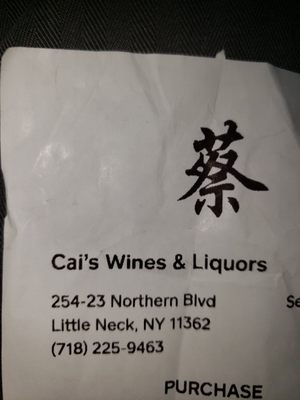 蔡
Cai's Wines & Liquors
254-23 Northern Blvd
Little Neck, NY 11362
(718) 225-9463
PURCHASE